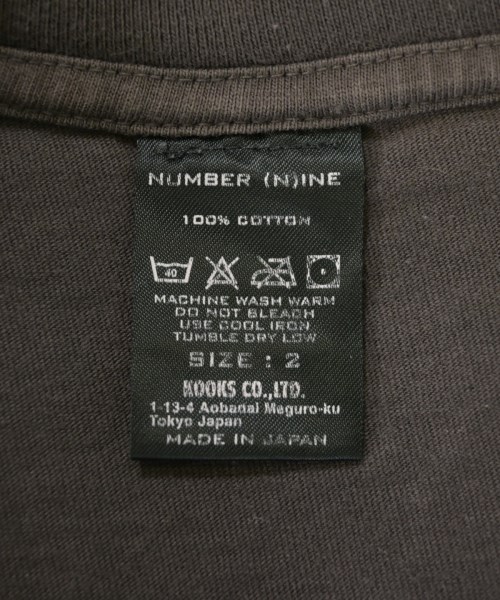 NUMBER (N)INE
100% COTTON
40
MACHINE WASH WARM
DO NOT BLEACH
USE COOL IRON
TUMBLE DRY LOW
SIZE : 2
KOOKS CO.,LTD.
1-13-4 Aobadai Meguro-ku
Tokyo Japan
MADE IN JAPAN